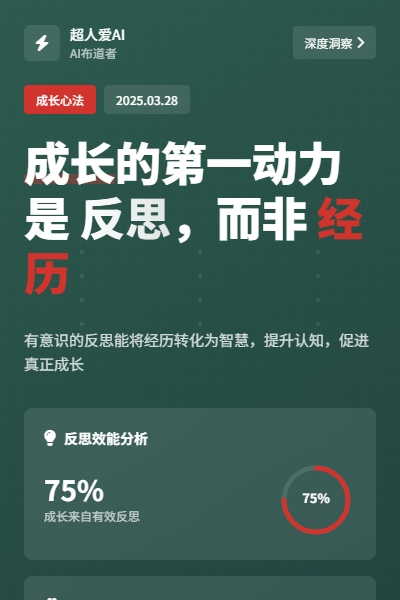 超人爱AI
AI布道者
深度洞察
成长心法
2025.03.28
成长的第一动力
是 反思，而非 经
历
有意识的反思能将经历转化为智慧，提升认知，促进
真正成长
反思效能分析
75%
成长来自有效反思
75%